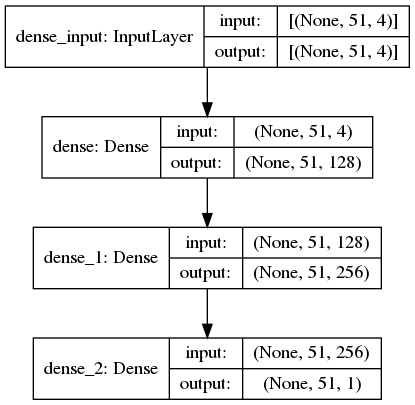 dense_input: InputLayer
input: [(None, 51, 4)]
output: [(None, 51, 4)]
dense: Dense
input: (None, 51, 4)
output: (None, 51, 128)
dense_1: Dense
input: (None, 51, 128)
output: (None, 51, 256)
dense_2: Dense
input: (None, 51, 256)
output: (None, 51, 1)